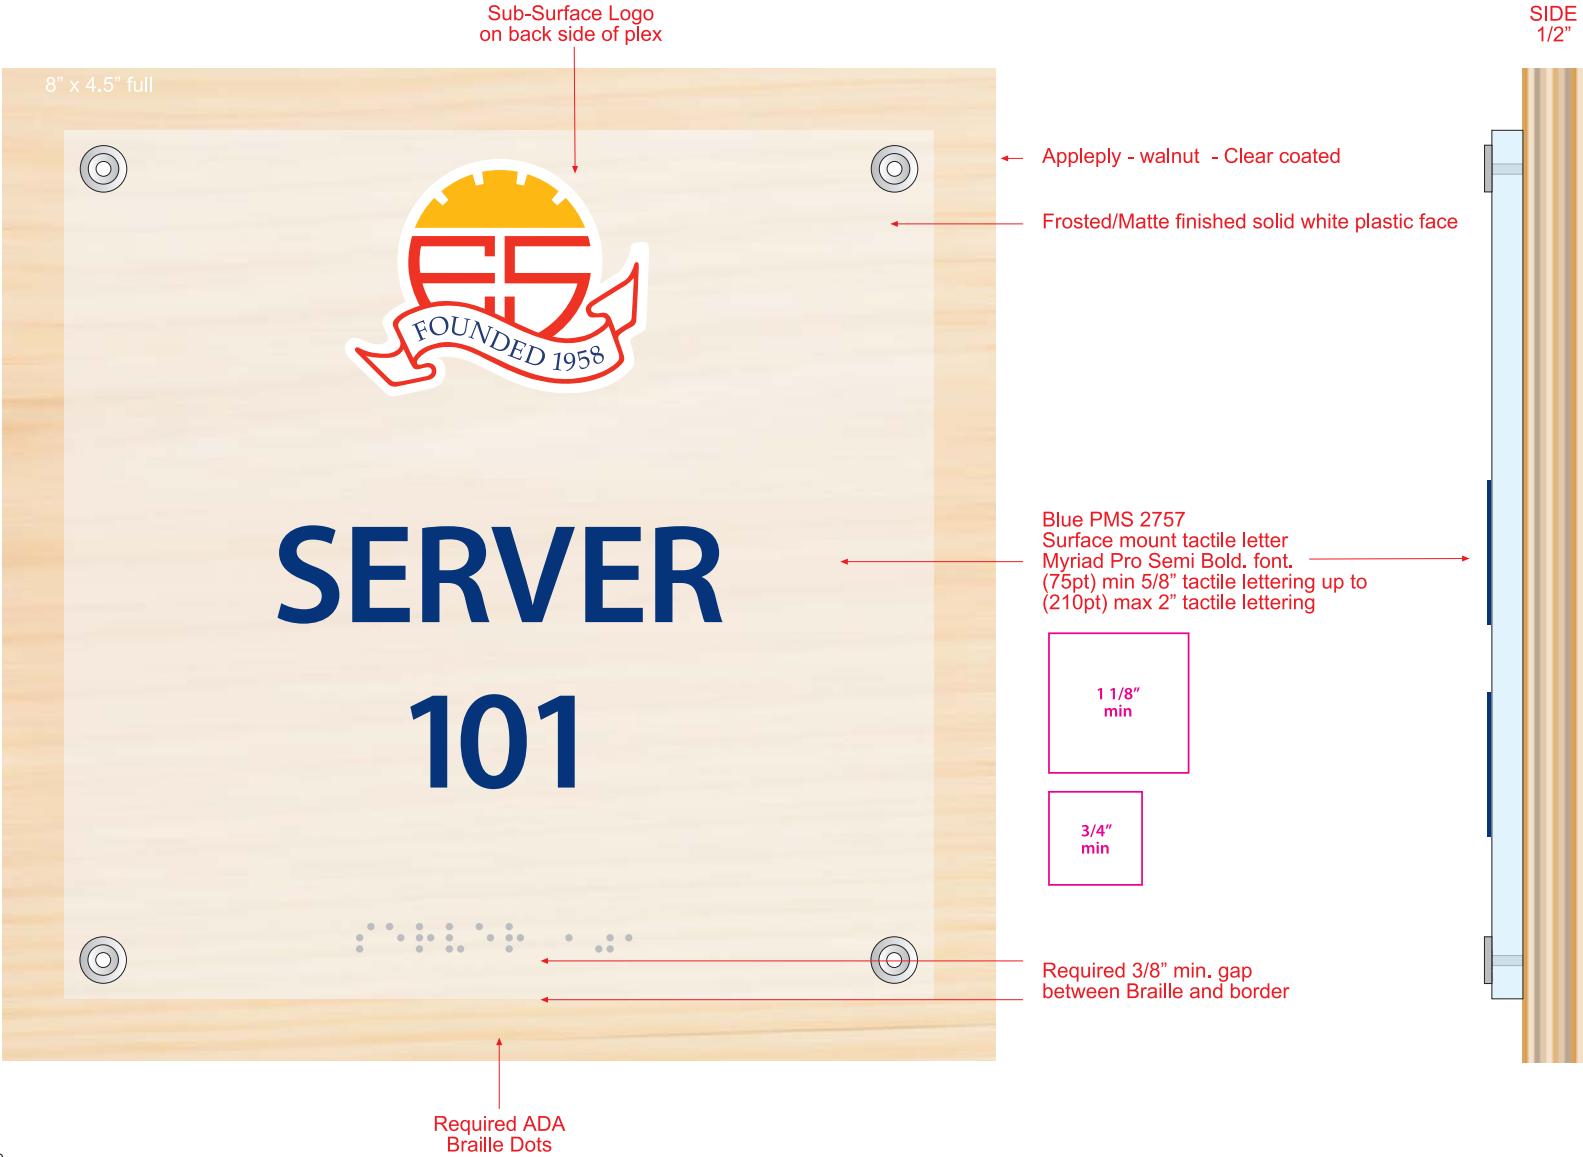 Sub-Surface Logo
on back side of plex
SIDE
1/2”
8” x 4.5” full
Appleply - walnut - Clear coated
Frosted/Matte finished solid white plastic face
FOUNDED 1958
SERVER
101
Blue PMS 2757
Surface mount tactile letter
Myriad Pro Semi Bold. font.
(75pt) min 5/8” tactile lettering up to
(210pt) max 2” tactile lettering
1 1/8”
min
3/4”
min
Required 3/8” min. gap
between Braille and border
Required ADA
Braille Dots